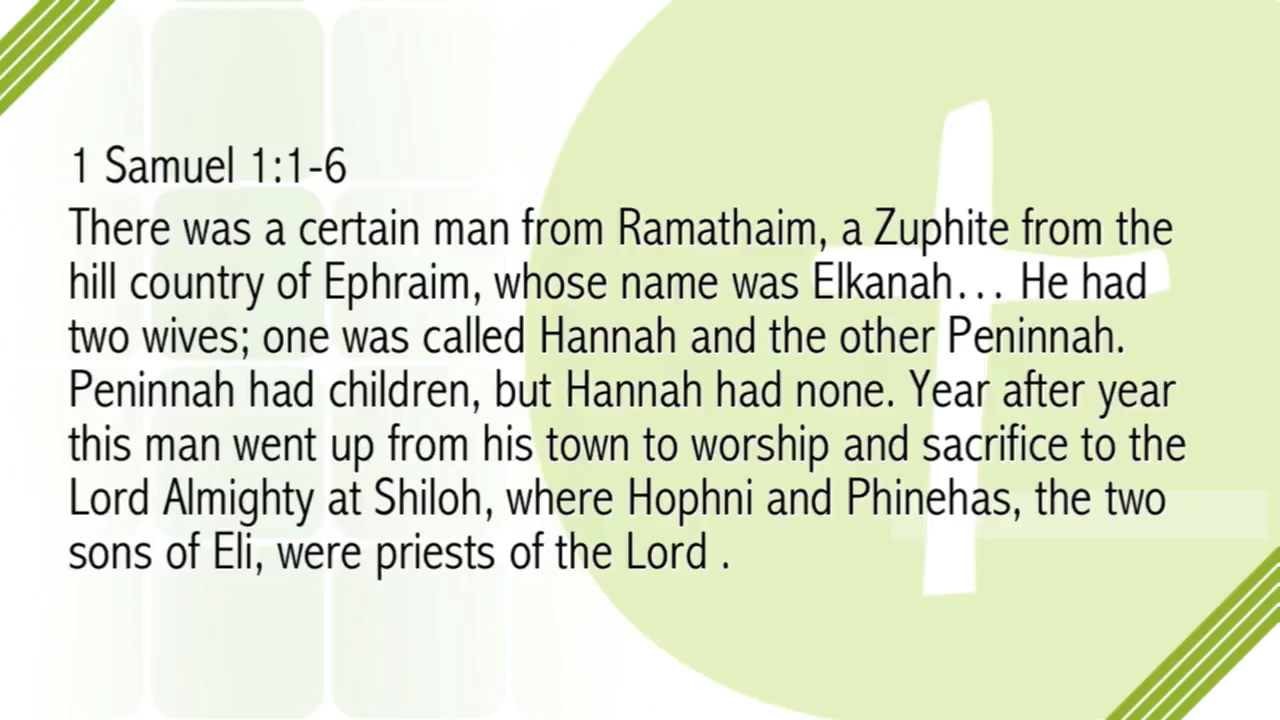 1 Samuel 1:1-6
There was a certain man from Ramathaim, a Zuphite from the
hill country of Ephraim, whose name was Elkanah… He had
two wives; one was called Hannah and the other Peninnah.
Peninnah had children, but Hannah had none. Year after year
this man went up from his town to worship and sacrifice to the
Lord Almighty at Shiloh, where Hophni and Phinehas, the two
sons of Eli, were priests of the Lord .